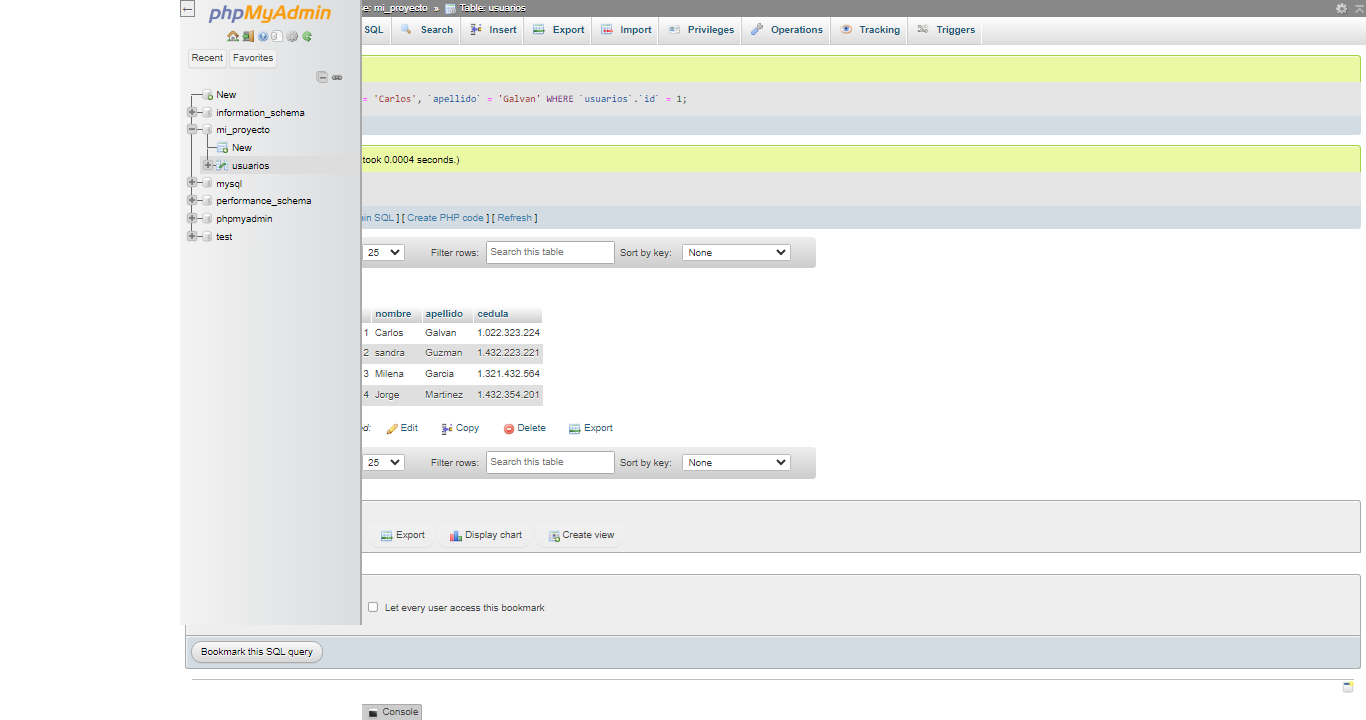 phpMyAdmin
Recent Favorites
New
information_schema
mi_proyecto
New
usuarios
mysql
performance_schema
phpmyadmin
test
mi_proyecto » Table: usuarios
SQL Search Insert Export Import Privileges Operations Tracking Triggers
= 'Carlos', `apellido` = 'Galvan' WHERE `usuarios`.`id` = 1;
took 0.0004 seconds.)
SQL ] [ Create PHP code ] [ Refresh ]
25 Filter rows: Search this table Sort by key: None
nombre apellido cedula
1 Carlos Galvan 1.022.323.224
2 sandra Guzman 1.432.223.221
3 Milena Garcia 1.321.432.564
4 Jorge Martinez 1.432.354.201
Edit Copy Delete Export
25 Filter rows: Search this table Sort by key: None
Export Display chart Create view
Let every user access this bookmark
Bookmark this SQL query
Console